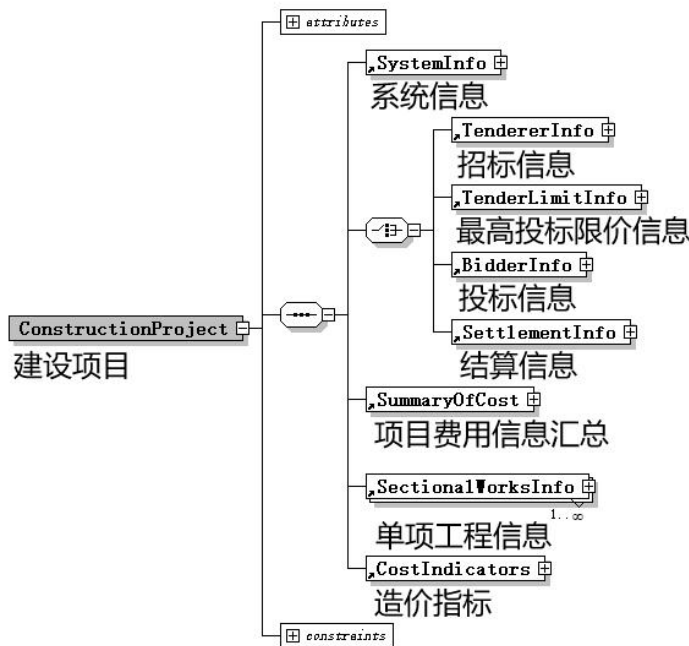 attributes
SystemInfo
系统信息
TendererInfo
招标信息
TenderLimitInfo
最高投标限价信息
BidderInfo
投标信息
ConstructionProject
建设项目
SettlementInfo
结算信息
SummaryOfCost
项目费用信息汇总
SectionalWorksInfo
1..∞
单项工程信息
CostIndicators
造价指标
constraints